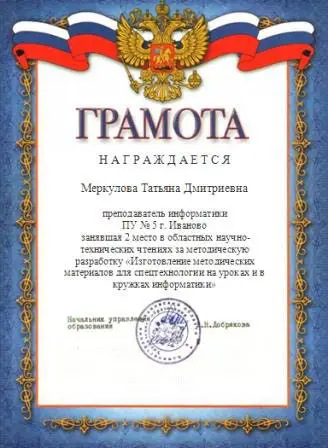 ГРАМОТА
НАГРАЖДАЕТСЯ
Меркулова Татьяна Дмитриевна
преподаватель информатики
ПУ № 5 г. Иваново
занявшая 2 место в областных научно-
технических чтениях за методическую
разработку «Изготовление методических
материалов для спецтехнологии на уроках и в
кружках информатики»
Начальник управления
образования
Л.Н.Добрякова